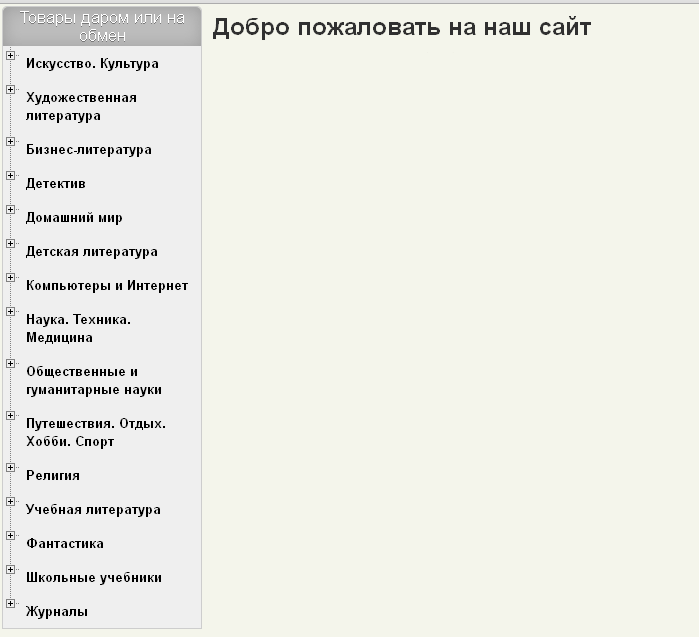 Товары даром или на
обмен
Добро пожаловать на наш сайт
Искусство. Культура
Художественная
литература
Бизнес-литература
Детектив
Домашний мир
Детская литература
Компьютеры и Интернет
Наука. Техника.
Медицина
Общественные и
гуманитарные науки
Путешествия. Отдых.
Хобби. Спорт
Религия
Учебная литература
Фантастика
Школьные учебники
Журналы